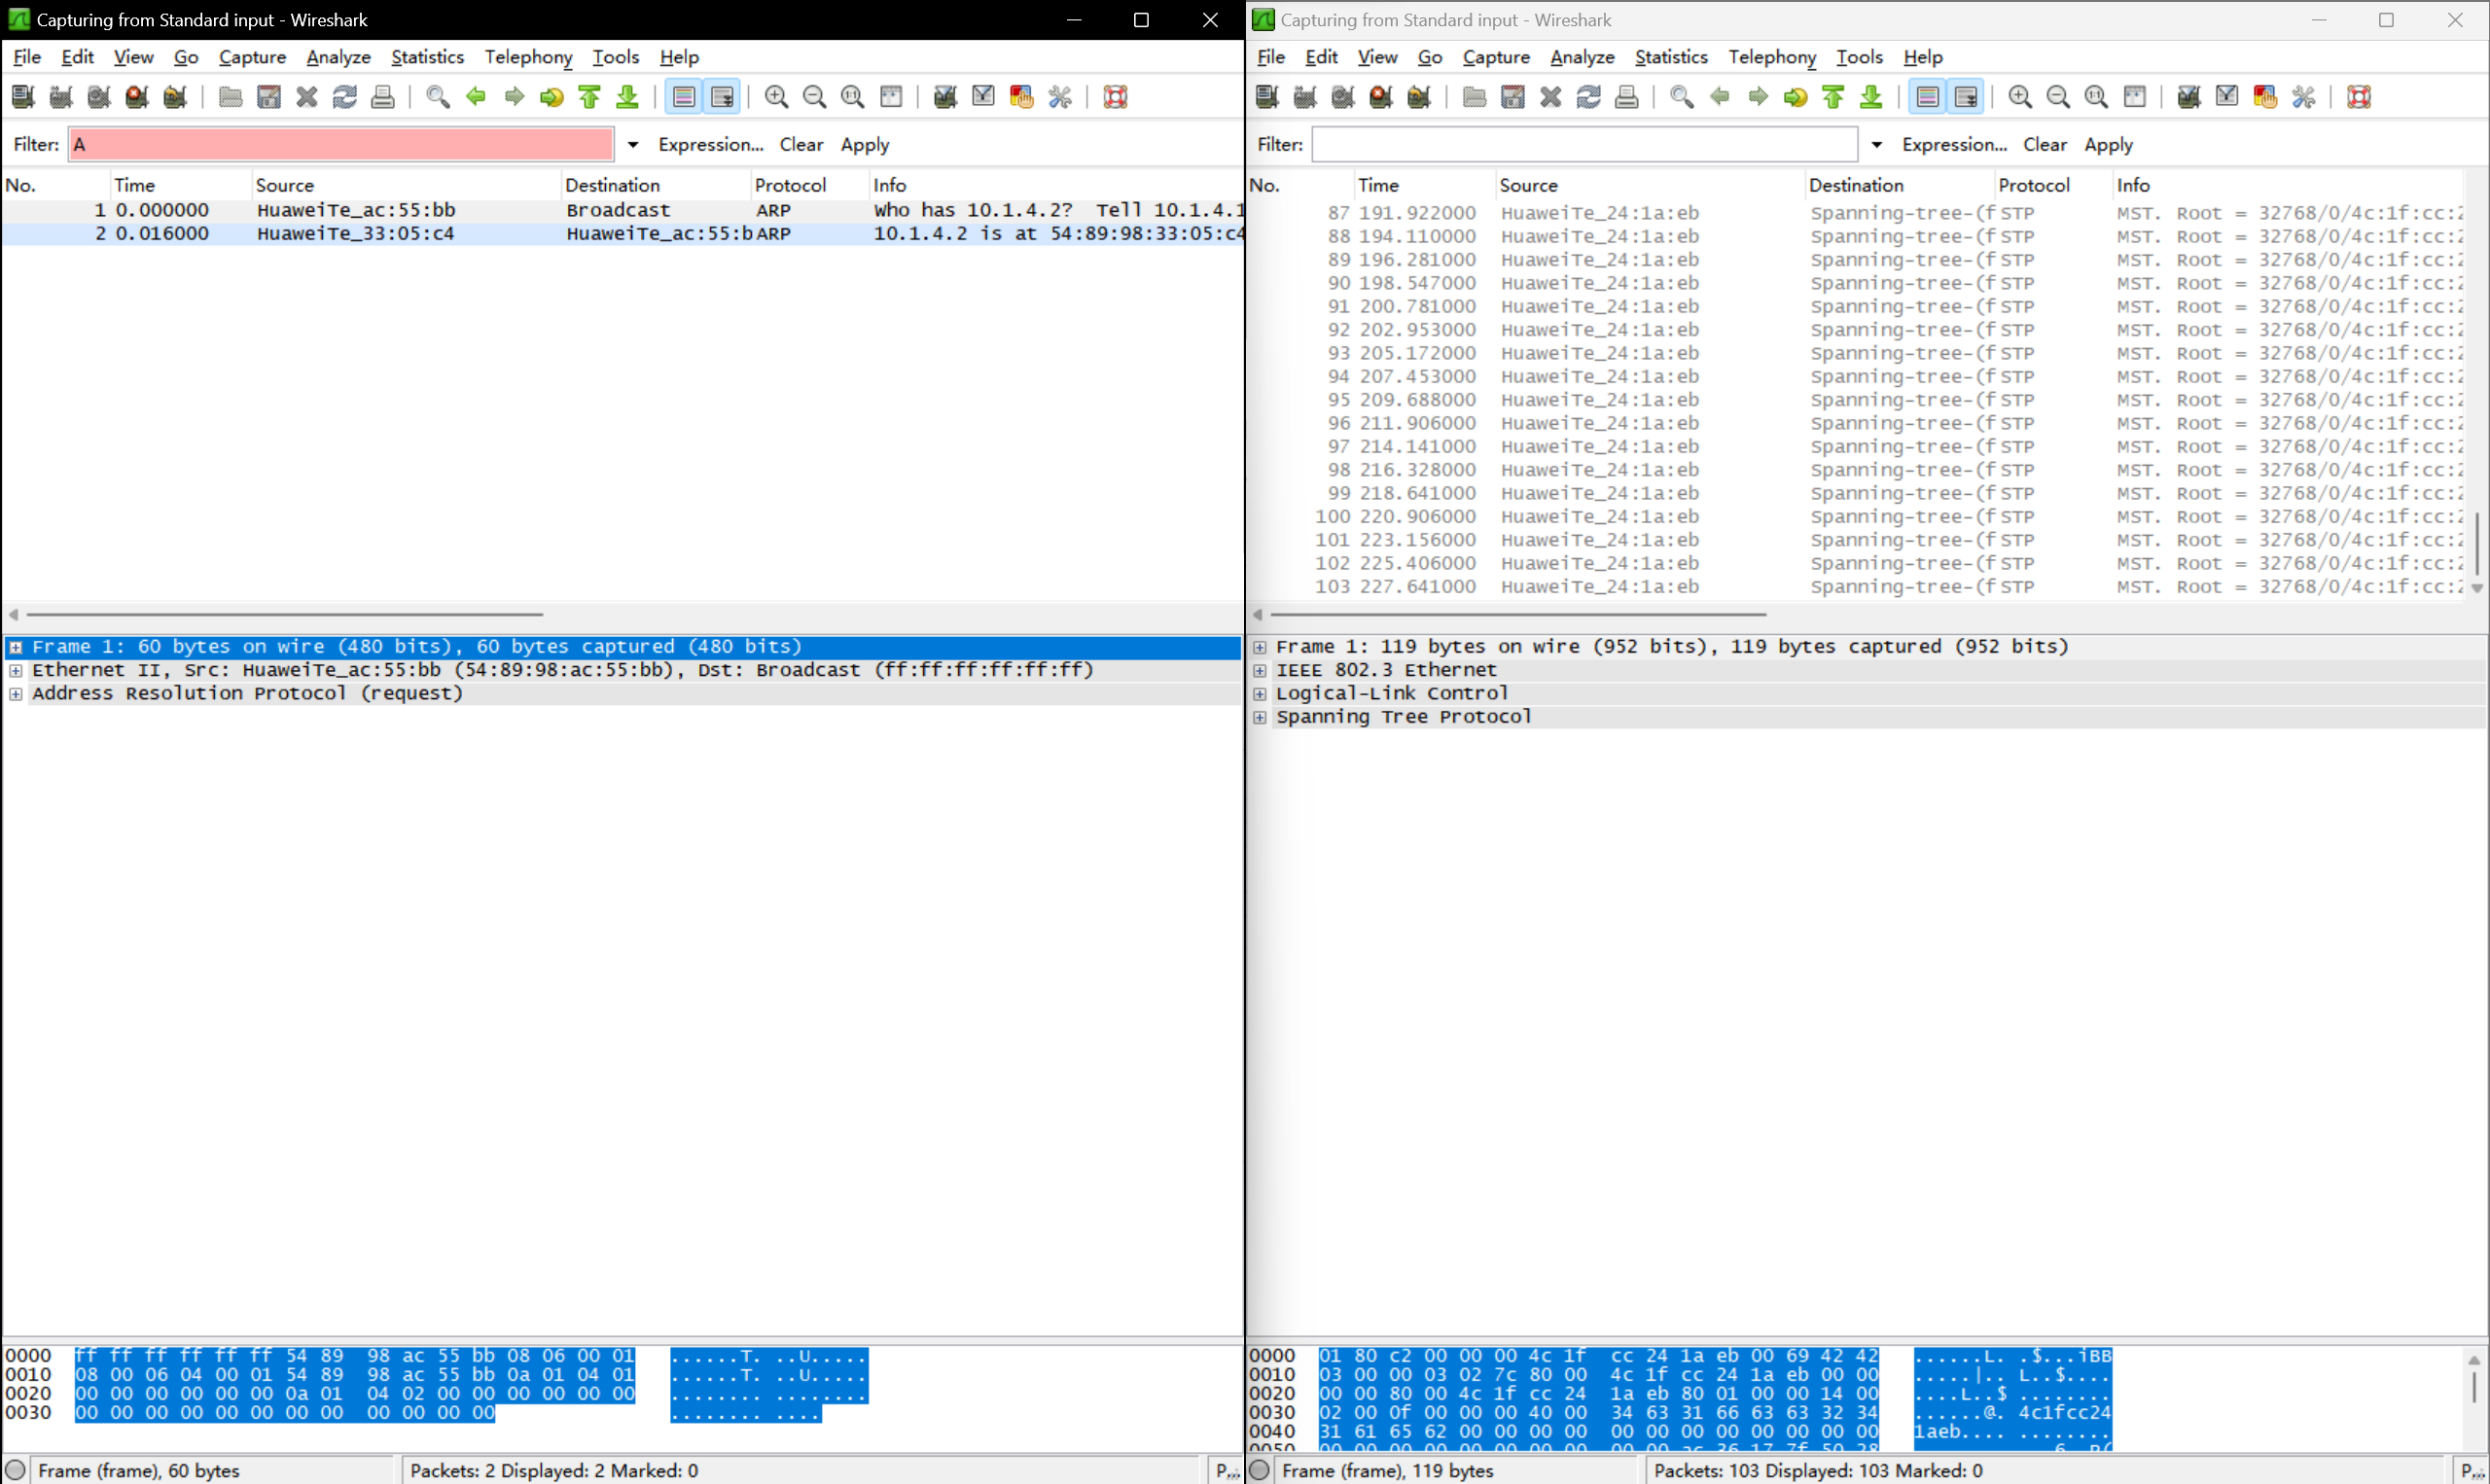 Capturing from Standard input - Wireshark
File Edit View Go Capture Analyze Statistics Telephony Tools Help
Filter: A Expression... Clear Apply
No. Time Source Destination Protocol Info
1 0.000000 HuaweiTe_ac:55:bb Broadcast ARP Who has 10.1.4.2? Tell 10.1.4.1
2 0.016000 HuaweiTe_33:05:c4 HuaweiTe_ac:55:b ARP 10.1.4.2 is at 54:89:98:33:05:c4
Frame 1: 60 bytes on wire (480 bits), 60 bytes captured (480 bits)
Ethernet II, Src: HuaweiTe_ac:55:bb (54:89:98:ac:55:bb), Dst: Broadcast (ff:ff:ff:ff:ff:ff)
Address Resolution Protocol (request)
0000 ff ff ff ff ff ff 54 89 98 ac 55 bb 08 06 00 01 ......T. ..U.....
0010 08 00 06 04 00 01 54 89 98 ac 55 bb 0a 01 04 01 ......T. ..U.....
0020 00 00 00 00 00 00 0a 01 04 02 00 00 00 00 00 00 ........ ........
0030 00 00 00 00 00 00 00 00 00 00 00 00 ........ ....
Frame (frame), 60 bytes Packets: 2 Displayed: 2 Marked: 0 P...
Capturing from Standard input - Wireshark
File Edit View Go Capture Analyze Statistics Telephony Tools Help
Filter: Expression... Clear Apply
No. Time Source Destination Protocol Info
87 191.922000 HuaweiTe_24:1a:eb Spanning-tree-(f STP MST. Root = 32768/0/4c:1f:cc:2
88 194.110000 HuaweiTe_24:1a:eb Spanning-tree-(f STP MST. Root = 32768/0/4c:1f:cc:2
89 196.281000 HuaweiTe_24:1a:eb Spanning-tree-(f STP MST. Root = 32768/0/4c:1f:cc:2
90 198.547000 HuaweiTe_24:1a:eb Spanning-tree-(f STP MST. Root = 32768/0/4c:1f:cc:2
91 200.781000 HuaweiTe_24:1a:eb Spanning-tree-(f STP MST. Root = 32768/0/4c:1f:cc:2
92 202.953000 HuaweiTe_24:1a:eb Spanning-tree-(f STP MST. Root = 32768/0/4c:1f:cc:2
93 205.172000 HuaweiTe_24:1a:eb Spanning-tree-(f STP MST. Root = 32768/0/4c:1f:cc:2
94 207.453000 HuaweiTe_24:1a:eb Spanning-tree-(f STP MST. Root = 32768/0/4c:1f:cc:2
95 209.688000 HuaweiTe_24:1a:eb Spanning-tree-(f STP MST. Root = 32768/0/4c:1f:cc:2
96 211.906000 HuaweiTe_24:1a:eb Spanning-tree-(f STP MST. Root = 32768/0/4c:1f:cc:2
97 214.141000 HuaweiTe_24:1a:eb Spanning-tree-(f STP MST. Root = 32768/0/4c:1f:cc:2
98 216.328000 HuaweiTe_24:1a:eb Spanning-tree-(f STP MST. Root = 32768/0/4c:1f:cc:2
99 218.641000 HuaweiTe_24:1a:eb Spanning-tree-(f STP MST. Root = 32768/0/4c:1f:cc:2
100 220.906000 HuaweiTe_24:1a:eb Spanning-tree-(f STP MST. Root = 32768/0/4c:1f:cc:2
101 223.156000 HuaweiTe_24:1a:eb Spanning-tree-(f STP MST. Root = 32768/0/4c:1f:cc:2
102 225.406000 HuaweiTe_24:1a:eb Spanning-tree-(f STP MST. Root = 32768/0/4c:1f:cc:2
103 227.641000 HuaweiTe_24:1a:eb Spanning-tree-(f STP MST. Root = 32768/0/4c:1f:cc:2
Frame 1: 119 bytes on wire (952 bits), 119 bytes captured (952 bits)
IEEE 802.3 Ethernet
Logical-Link Control
Spanning Tree Protocol
0000 01 80 c2 00 00 00 4c 1f cc 24 1a eb 00 69 42 42 ......L. .$...iBB
0010 03 00 00 03 02 7c 80 00 4c 1f cc 24 1a eb 00 00 .....|.. L..$....
0020 00 00 80 00 4c 1f cc 24 1a eb 80 01 00 00 14 00 ....L..$ ........
0030 02 00 0f 00 00 00 40 00 34 63 31 66 63 63 32 34 ......@. 4c1fcc24
0040 31 61 65 62 00 00 00 00 00 00 00 00 00 00 00 00 1aeb.... ........
0050 00 00 00 00 00 00 00 00 00 00 ac 36 17 7f 50 28
Frame (frame), 119 bytes Packets: 103 Displayed: 103 Marked: 0 P...